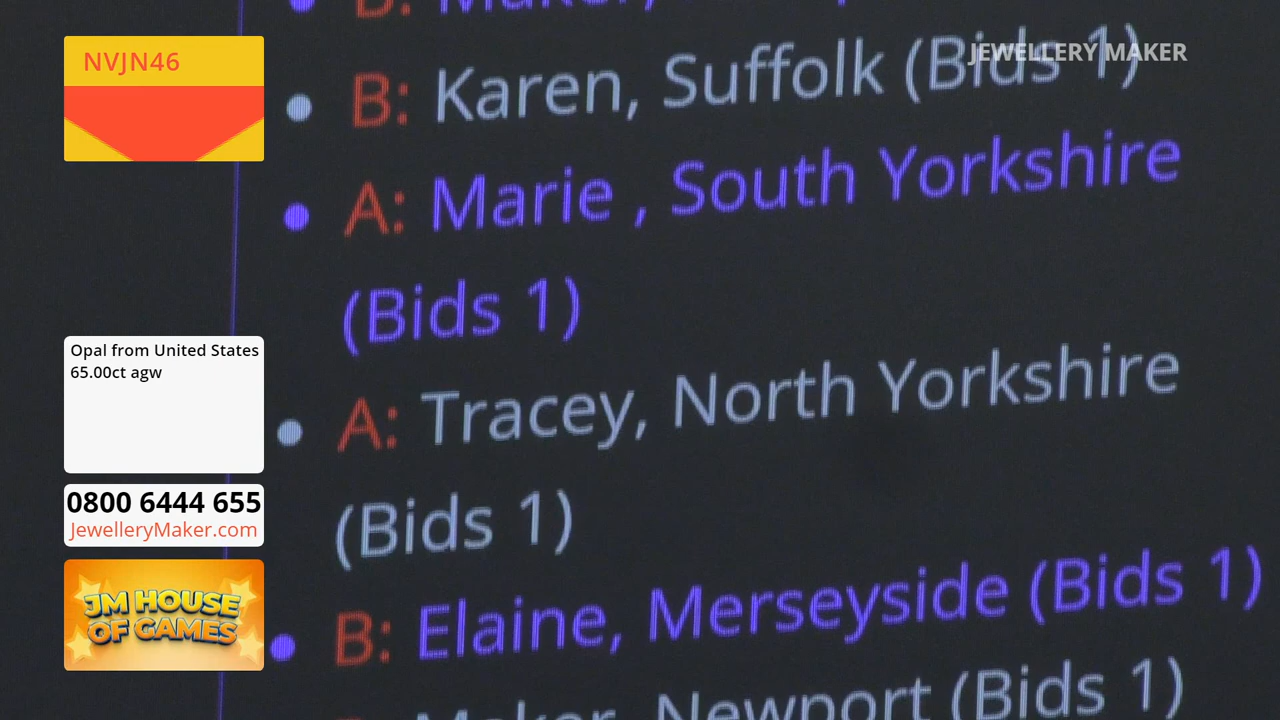 NVJN46
JEWELLERY MAKER
B: Karen, Suffolk (Bids 1)
A: Marie , South Yorkshire
(Bids 1)
Opal from United States
65.00ct agw
A: Tracey, North Yorkshire
(Bids 1)
0800 6444 655
JewelleryMaker.com
JM HOUSE
OF GAMES
B: Elaine, Merseyside (Bids 1)
Maker, Newport (Bids 1)